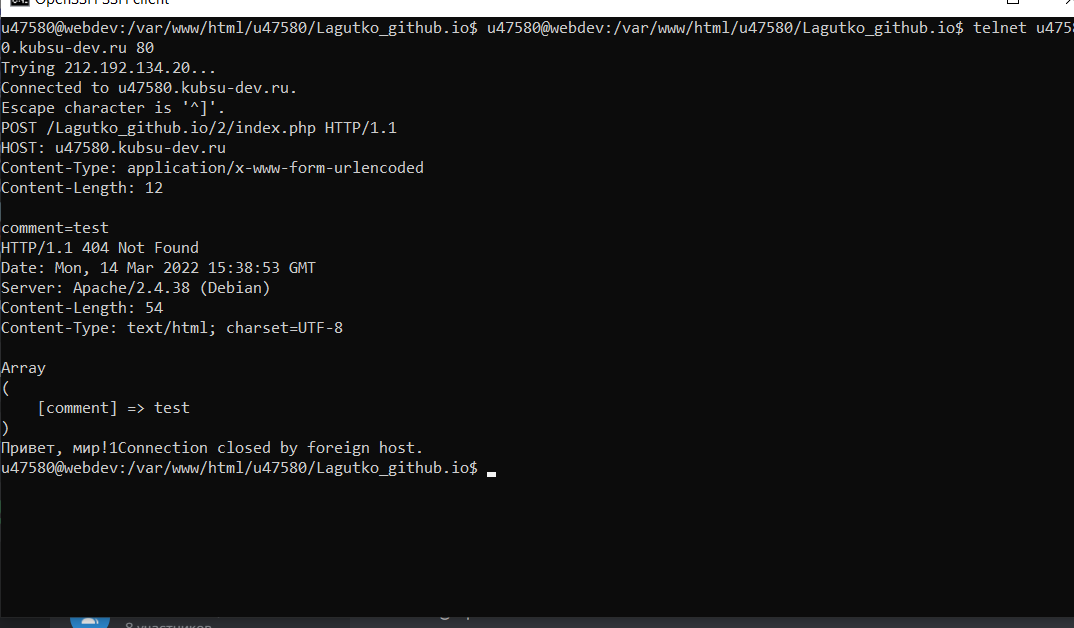 OpenSSH SSH client
u47580@webdev:/var/www/html/u47580/Lagutko_github.io$ u47580@webdev:/var/www/html/u47580/Lagutko_github.io$ telnet u4758
0.kubsu-dev.ru 80
Trying 212.192.134.20...
Connected to u47580.kubsu-dev.ru.
Escape character is '^]'.
POST /Lagutko_github.io/2/index.php HTTP/1.1
HOST: u47580.kubsu-dev.ru
Content-Type: application/x-www-form-urlencoded
Content-Length: 12

comment=test
HTTP/1.1 404 Not Found
Date: Mon, 14 Mar 2022 15:38:53 GMT
Server: Apache/2.4.38 (Debian)
Content-Length: 54
Content-Type: text/html; charset=UTF-8

Array
(
    [comment] => test
)
Привет, мир!1Connection closed by foreign host.
u47580@webdev:/var/www/html/u47580/Lagutko_github.io$
8 участников